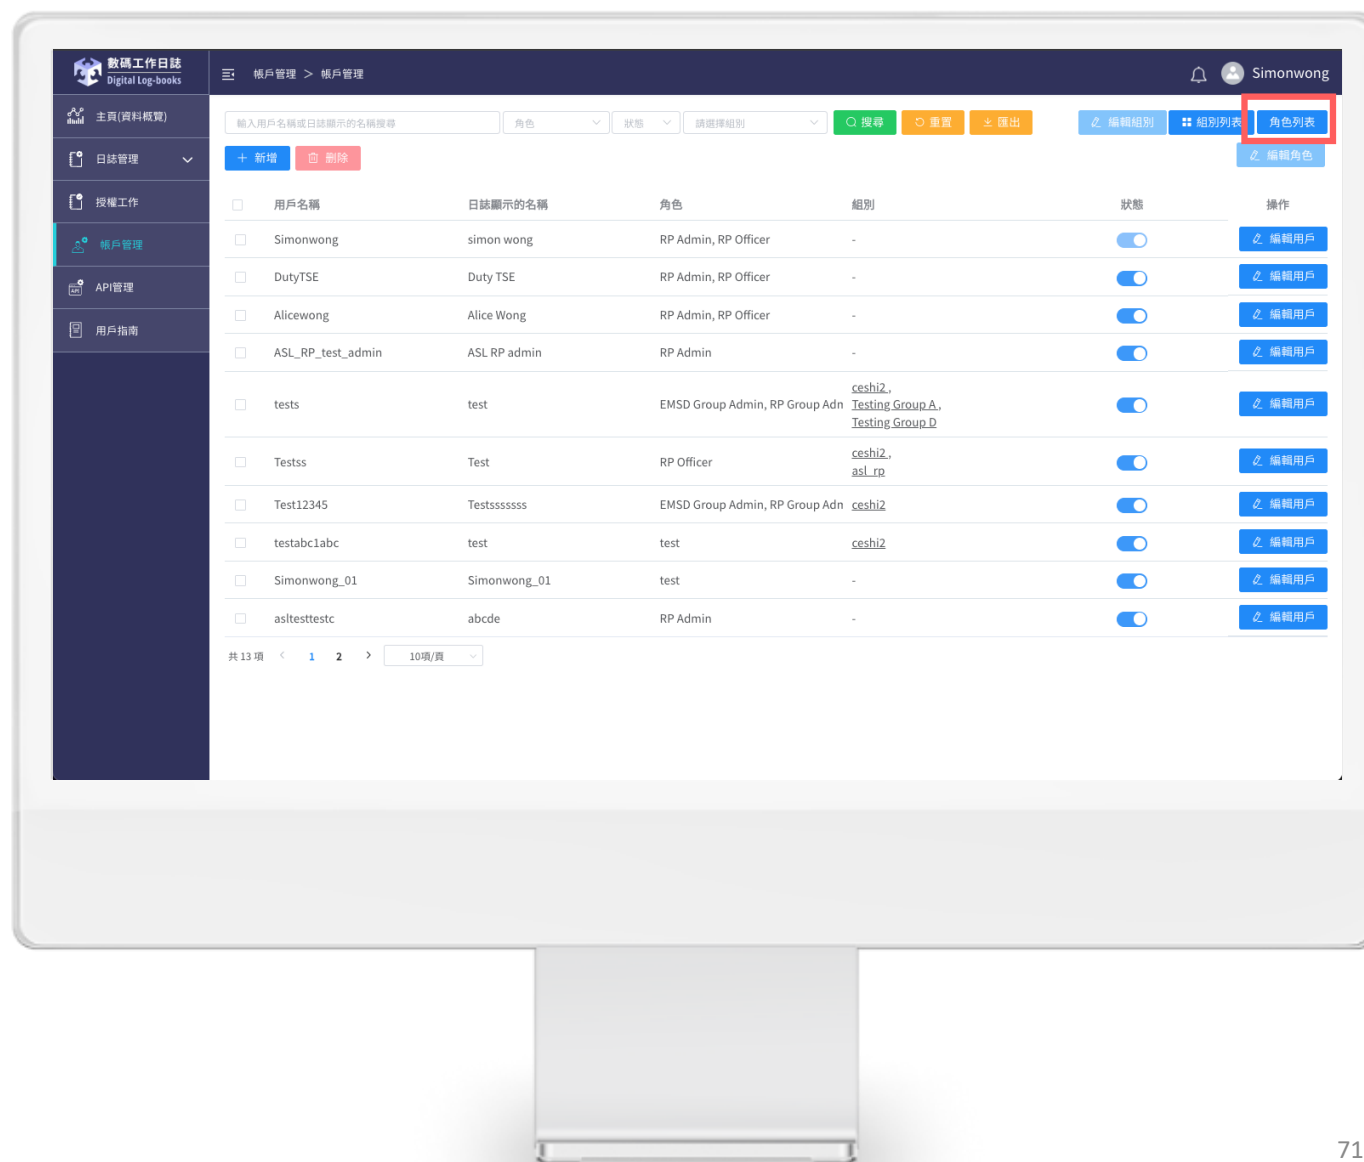 數碼工作日誌
Digital Log-books
帳戶管理 > 帳戶管理
Simonwong
主頁(資料概覽)
日誌管理
授權工作
帳戶管理
API管理
用戶指南
輸入用戶名稱或日誌顯示的名稱搜尋 角色 狀態 請選擇組別 搜尋 重置 匯出 編輯組別 組別列表 角色列表
新增 刪除 編輯角色
用戶名稱 日誌顯示的名稱 角色 組別 狀態 操作
Simonwong simon wong RP Admin, RP Officer - 編輯用戶
DutyTSE Duty TSE RP Admin, RP Officer - 編輯用戶
Alicewong Alice Wong RP Admin, RP Officer - 編輯用戶
ASL_RP_test_admin ASL RP admin RP Admin - 編輯用戶
ceshi2 ,
tests test EMSD Group Admin, RP Group Adn Testing Group A , 編輯用戶
Testing Group D
ceshi2 ,
Testss Test RP Officer 編輯用戶
asl_rp
Test12345 Testsssssss EMSD Group Admin, RP Group Adn ceshi2 編輯用戶
testabc1abc test test ceshi2 編輯用戶
Simonwong_01 Simonwong_01 test - 編輯用戶
asltesttestc abcde RP Admin - 編輯用戶
共 13 項 < 1 2 > 10項/頁
71